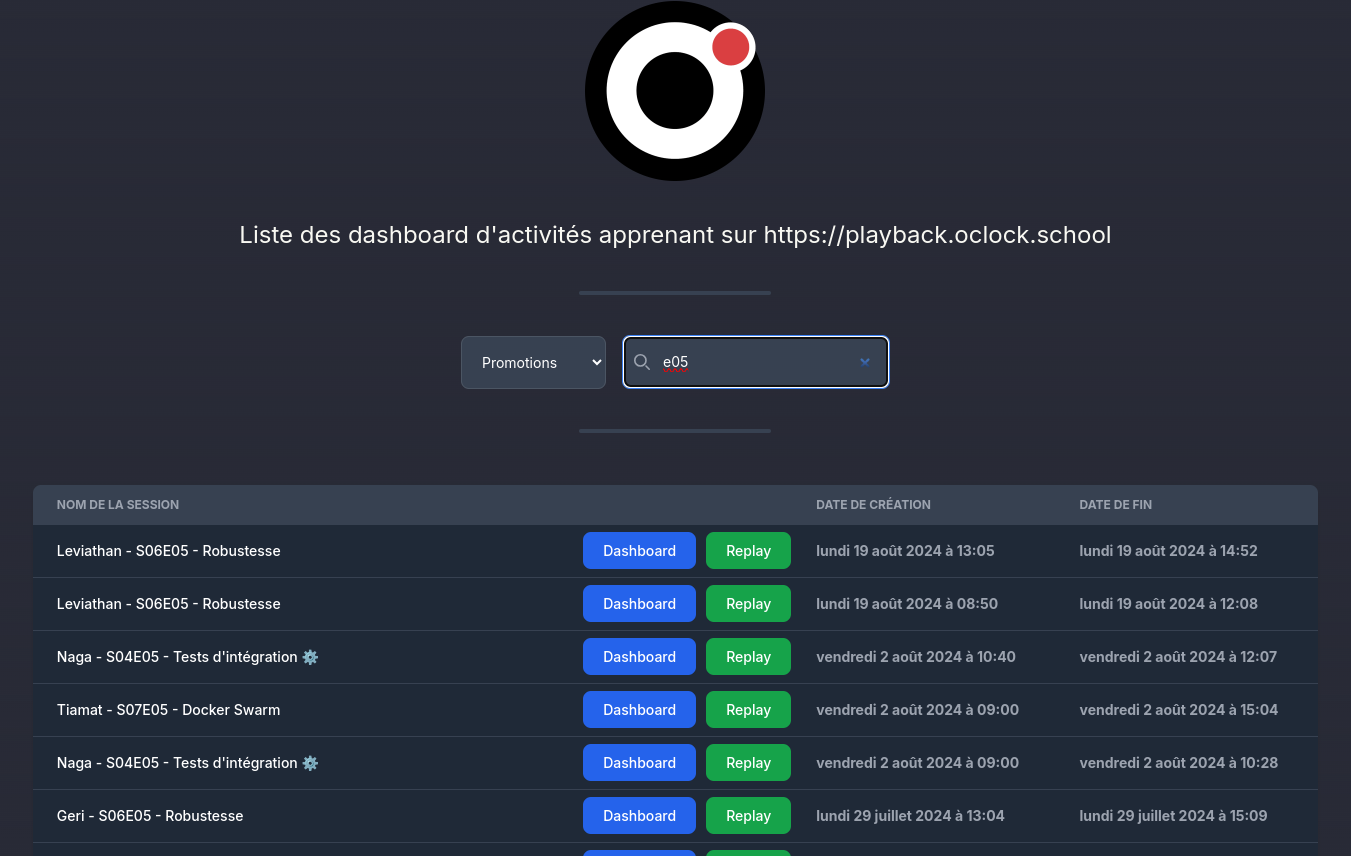 Liste des dashboard d'activités apprenant sur https://playback.oclock.school
Promotions e05
NOM DE LA SESSION DATE DE CRÉATION DATE DE FIN
Leviathan - S06E05 - Robustesse Dashboard Replay lundi 19 août 2024 à 13:05 lundi 19 août 2024 à 14:52
Leviathan - S06E05 - Robustesse Dashboard Replay lundi 19 août 2024 à 08:50 lundi 19 août 2024 à 12:08
Naga - S04E05 - Tests d'intégration ⚙️ Dashboard Replay vendredi 2 août 2024 à 10:40 vendredi 2 août 2024 à 12:07
Tiamat - S07E05 - Docker Swarm Dashboard Replay vendredi 2 août 2024 à 09:00 vendredi 2 août 2024 à 15:04
Naga - S04E05 - Tests d'intégration ⚙️ Dashboard Replay vendredi 2 août 2024 à 09:00 vendredi 2 août 2024 à 10:28
Geri - S06E05 - Robustesse Dashboard Replay lundi 29 juillet 2024 à 13:04 lundi 29 juillet 2024 à 15:09